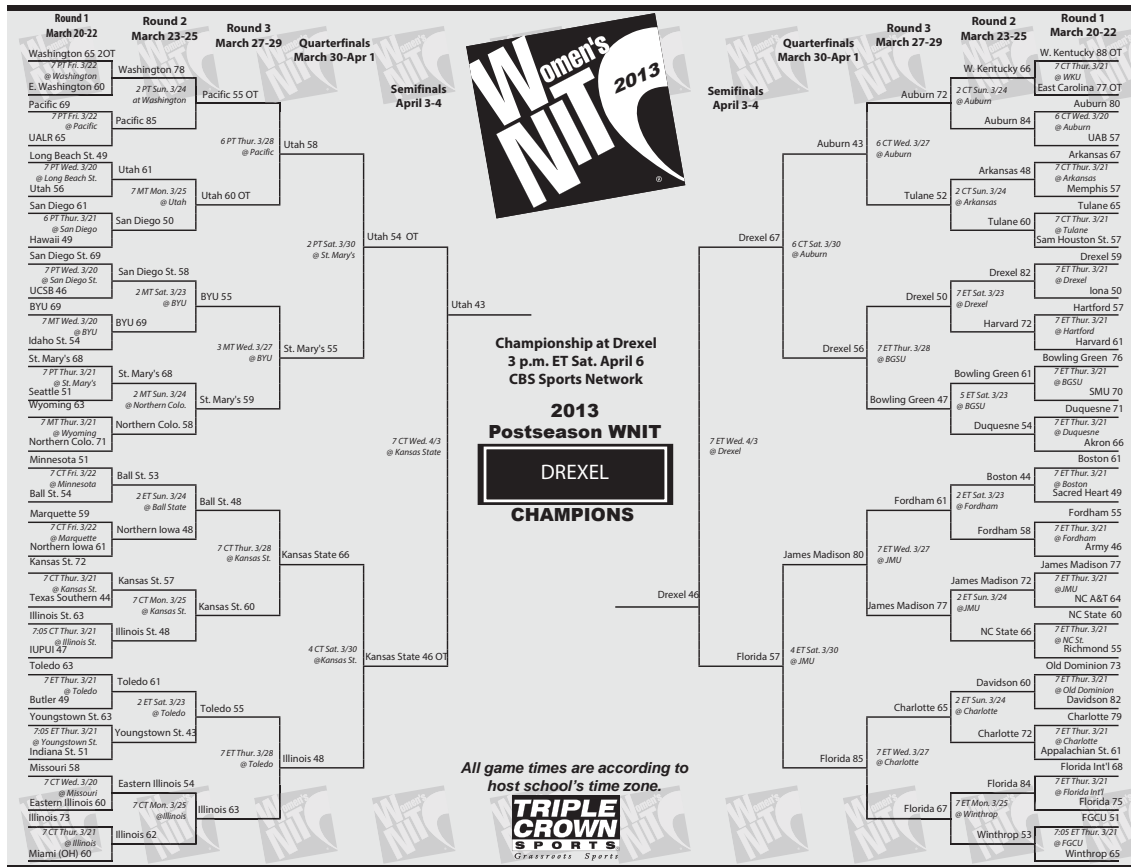 Round 1
March 20-22
Round 2
March 23-25
Round 3
March 27-29
Quarterfinals
March 30-Apr 1
Semifinals
April 3-4
Women's
NIT
2013
®
Semifinals
April 3-4
Quarterfinals
March 30-Apr 1
Round 3
March 27-29
Round 2
March 23-25
Round 1
March 20-22
Washington 65 2OT
7 PT Fri. 3/22
@ Washington
E. Washington 60
Pacific 69
7 PT Fri. 3/22
@ Pacific
UALR 65
Long Beach St. 49
7 PT Wed. 3/20
@ Long Beach St.
Utah 56
San Diego 61
6 PT Thur. 3/21
@ San Diego
Hawaii 49
San Diego St. 69
7 PT Wed. 3/20
@ San Diego St.
UCSB 46
BYU 69
7 MT Wed. 3/20
@ BYU
Idaho St. 54
St. Mary's 68
7 PT Thur. 3/21
@ St. Mary's
Seattle 51
Wyoming 63
7 MT Thur. 3/21
@ Wyoming
Northern Colo. 71
Minnesota 51
7 CT Fri. 3/22
@ Minnesota
Ball St. 54
Marquette 59
7 CT Fri. 3/22
@ Marquette
Northern Iowa 61
Kansas St. 72
7 CT Thur. 3/21
@ Kansas St.
Texas Southern 44
Illinois St. 63
7:05 CT Thur. 3/21
@ Illinois St.
IUPUI 47
Toledo 63
7 ET Thur. 3/21
@ Toledo
Butler 49
Youngstown St. 63
7:05 ET Thur. 3/21
@ Youngstown St.
Indiana St. 51
Missouri 58
7 CT Wed. 3/20
@ Missouri
Eastern Illinois 60
Illinois 73
7 CT Thur. 3/21
@ Illinois
Miami (OH) 60
Washington 78
2 PT Sun. 3/24
at Washington
Pacific 85
Utah 61
7 MT Mon. 3/25
@ Utah
San Diego 50
San Diego St. 58
2 MT Sat. 3/23
@ BYU
BYU 69
St. Mary's 68
2 MT Sun. 3/24
@ Northern Colo.
Northern Colo. 58
Ball St. 53
2 ET Sun. 3/24
@ Ball State
Northern Iowa 48
Kansas St. 57
7 CT Mon. 3/25
@ Kansas St.
Illinois St. 48
Toledo 61
2 ET Sat. 3/23
@ Toledo
Youngstown St. 43
Eastern Illinois 54
7 CT Mon. 3/25
@Illinois
Illinois 62
Pacific 55 OT
6 PT Thur. 3/28
@ Pacific
Utah 60 OT
BYU 55
3 MT Wed. 3/27
@ BYU
St. Mary's 59
Ball St. 48
7 CT Thur. 3/28
@ Kansas St.
Kansas St. 60
Toledo 55
7 ET Thur. 3/28
@ Toledo
Illinois 63
Utah 58
2 PT Sat. 3/30
@ St. Mary's
St. Mary's 55
Kansas State 66
4 CT Sat. 3/30
@Kansas St.
Illinois 48
Utah 54 OT
7 CT Wed. 4/3
@ Kansas State
Kansas State 46 OT
Utah 43
Championship at Drexel
3 p.m. ET Sat. April 6
CBS Sports Network
2013
Postseason WNIT
DREXEL
CHAMPIONS
Drexel 46
Drexel 67
7 ET Wed. 4/3
@ Drexel
Florida 57
Auburn 43
6 CT Sat. 3/30
@ Auburn
Drexel 56
James Madison 80
4 ET Sat. 3/30
@ JMU
Florida 85
Auburn 72
6 CT Wed. 3/27
@ Auburn
Tulane 52
Drexel 50
7 ET Thur. 3/28
@ BGSU
Bowling Green 47
Fordham 61
7 ET Wed. 3/27
@ JMU
James Madison 77
Charlotte 65
7 ET Wed. 3/27
@ Charlotte
Florida 67
W. Kentucky 66
2 CT Sun. 3/24
@ Auburn
Auburn 84
Arkansas 48
2 CT Sun. 3/24
@ Arkansas
Tulane 60
Drexel 82
7 ET Sat. 3/23
@ Drexel
Harvard 72
Bowling Green 61
5 ET Sat. 3/23
@ BGSU
Duquesne 54
Boston 44
2 ET Sat. 3/23
@ Fordham
Fordham 58
James Madison 72
2 ET Sun. 3/24
@JMU
NC State 66
Davidson 60
2 ET Sun. 3/24
@ Charlotte
Charlotte 72
Florida 84
7 ET Mon. 3/25
@ Winthrop
Winthrop 53
W. Kentucky 88 OT
7 CT Thur. 3/21
@ WKU
East Carolina 77 OT
Auburn 80
6 CT Wed. 3/20
@ Auburn
UAB 57
Arkansas 67
7 CT Thur. 3/21
@ Arkansas
Memphis 57
Tulane 65
7 CT Thur. 3/21
@ Tulane
Sam Houston St. 57
Drexel 59
7 ET Thur. 3/21
@ Drexel
Iona 50
Hartford 57
7 ET Thur. 3/21
@ Hartford
Harvard 61
Bowling Green 76
7 ET Thur. 3/21
@ BGSU
SMU 70
Duquesne 71
7 ET Thur. 3/21
@ Duquesne
Akron 66
Boston 61
7 ET Thur. 3/21
@ Boston
Sacred Heart 49
Fordham 55
7 ET Thur. 3/21
@ Fordham
Army 46
James Madison 77
7 ET Thur. 3/21
@JMU
NC A&T 64
NC State 60
7 ET Thur. 3/21
@ NC St.
Richmond 55
Old Dominion 73
7 ET Thur. 3/21
@ Old Dominion
Davidson 82
Charlotte 79
7 ET Thur. 3/21
@ Charlotte
Appalachian St. 61
Florida Int'l 68
7 ET Thur. 3/21
@ Florida Int'l
Florida 75
FGCU 51
7:05 ET Thur. 3/21
@ FGCU
Winthrop 65
All game times are according to
host school's time zone.
TRIPLE
CROWN
SPORTS
Grassroots Sports